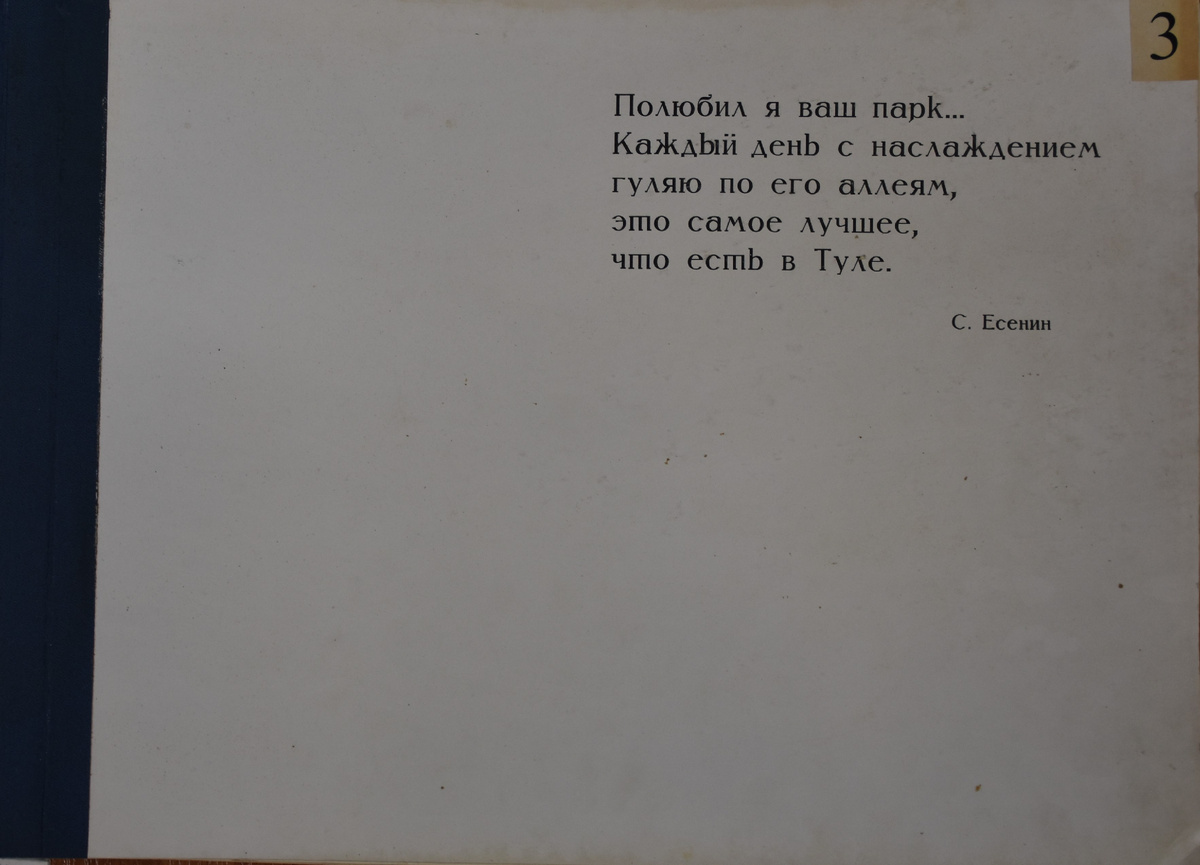 3
Полюбил я ваш парк...
Каждый день с наслаждением
гуляю по его аллеям,
это самое лучшее,
что есть в Туле.
С. Есенин